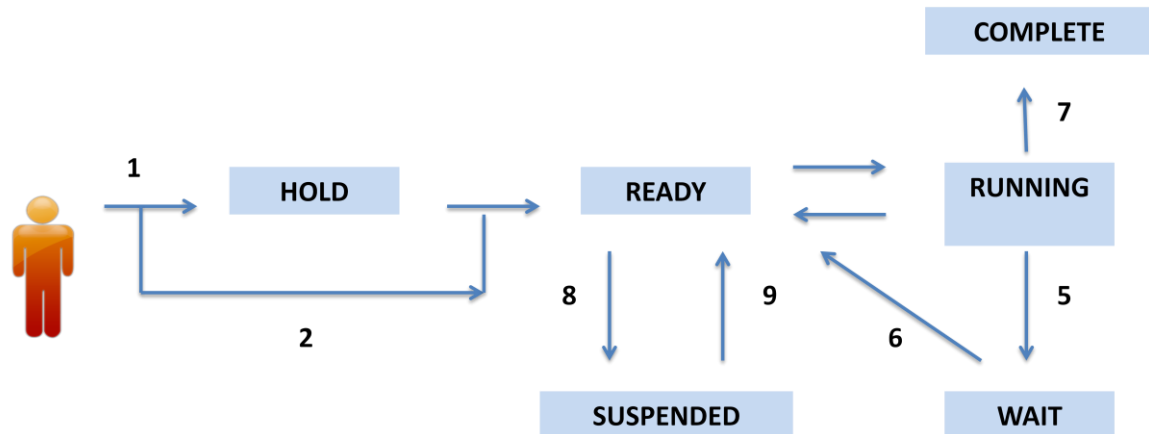 COMPLETE
7
1
HOLD
READY
RUNNING
8
9
5
2
6
SUSPENDED
WAIT